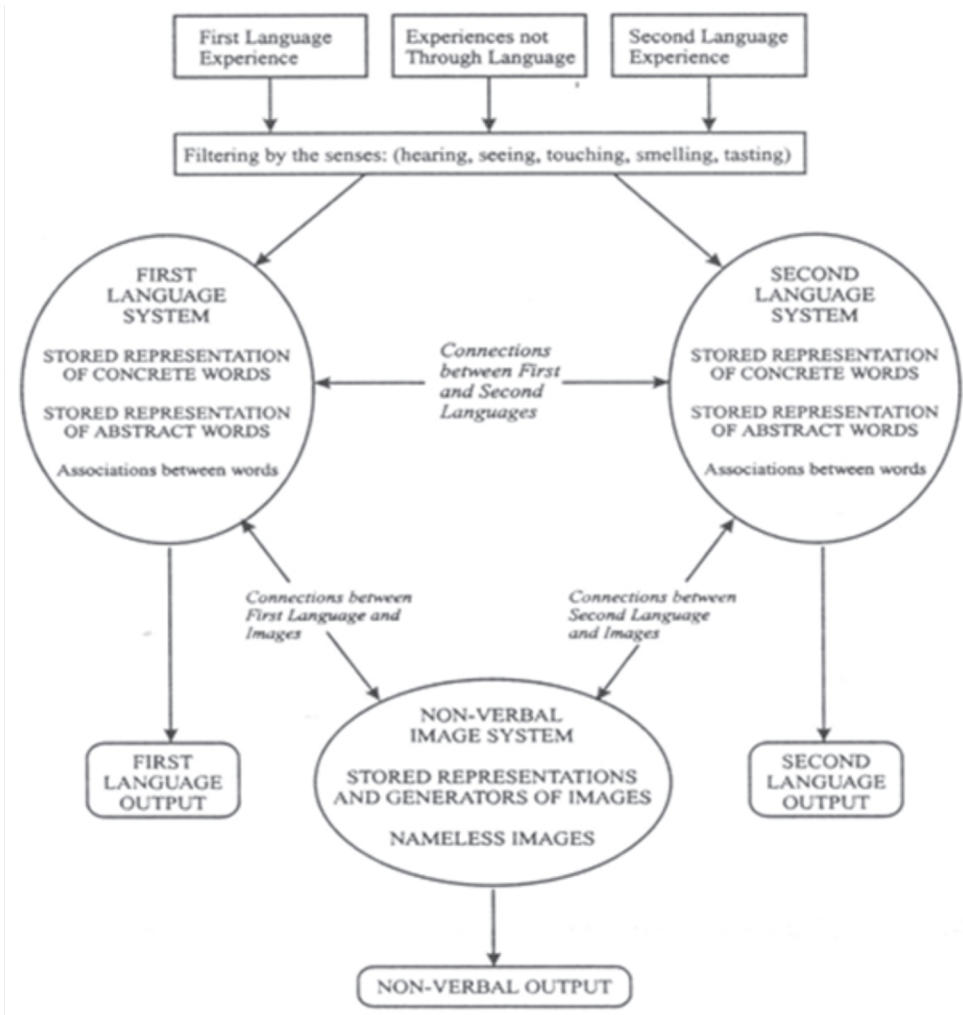 First Language
Experience
Experiences not
Through Language
Second Language
Experience
Filtering by the senses: (hearing, seeing, touching, smelling, tasting)
FIRST
LANGUAGE
SYSTEM
STORED REPRESENTATION
OF CONCRETE WORDS
STORED REPRESENTATION
OF ABSTRACT WORDS
Associations between words
Connections
between First
and Second
Languages
SECOND
LANGUAGE
SYSTEM
STORED REPRESENTATION
OF CONCRETE WORDS
STORED REPRESENTATION
OF ABSTRACT WORDS
Associations between words
Connections between
First Language and
Images
Connections between
Second Language
and Images
FIRST
LANGUAGE
OUTPUT
NON-VERBAL
IMAGE SYSTEM
STORED REPRESENTATIONS
AND GENERATORS OF IMAGES
NAMELESS IMAGES
SECOND
LANGUAGE
OUTPUT
NON-VERBAL OUTPUT